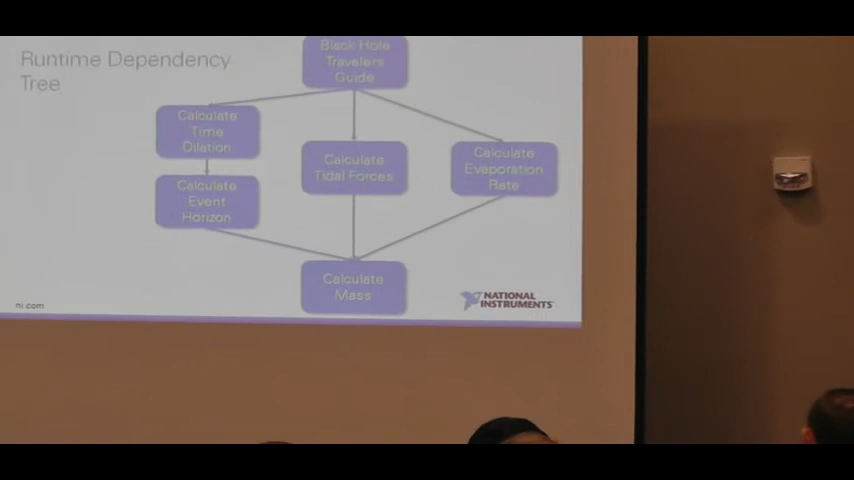 Runtime Dependency
Tree
Black Hole
Travelers
Guide
Calculate
Time
Dilation
Calculate
Tidal Forces
Calculate
Evaporation
Rate
Calculate
Event
Horizon
Calculate
Mass
ni.com
NATIONAL
INSTRUMENTS